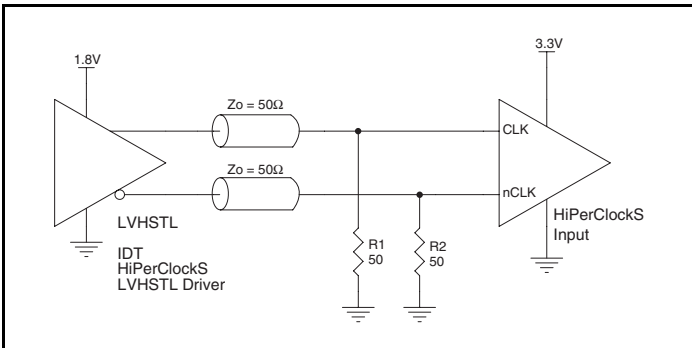 1.8V
3.3V
Zo = 50Ω
CLK
Zo = 50Ω
nCLK
LVHSTL
IDT
HiPerClockS
LVHSTL Driver
R1
50
R2
50
HiPerClockS
Input